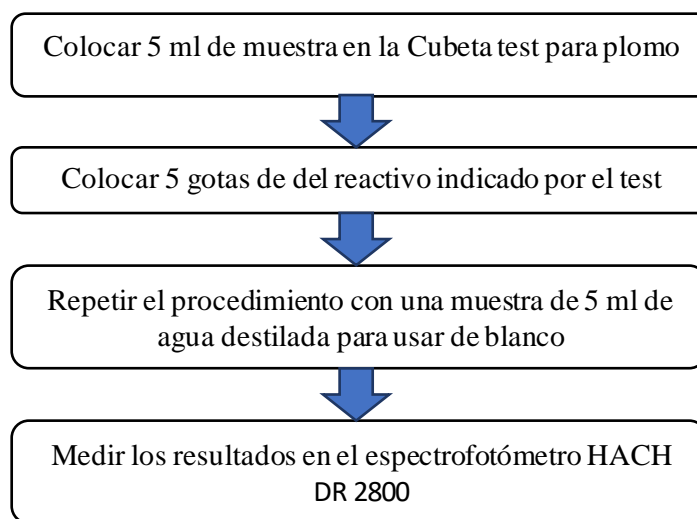 Colocar 5 ml de muestra en la Cubeta test para plomo
Colocar 5 gotas de del reactivo indicado por el test
Repetir el procedimiento con una muestra de 5 ml de
agua destilada para usar de blanco
Medir los resultados en el espectrofotómetro HACH
DR 2800